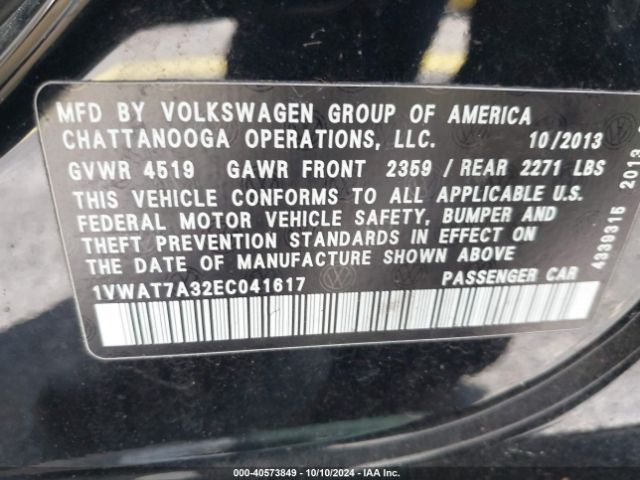 MFD BY VOLKSWAGEN GROUP OF AMERICA
CHATTANOOGA OPERATIONS, LLC. 10/2013
GVWR 4519 GAWR FRONT 2359 / REAR 2271 LBS
THIS VEHICLE CONFORMS TO ALL APPLICABLE U.S.
FEDERAL MOTOR VEHICLE SAFETY, BUMPER AND
THEFT PREVENTION STANDARDS IN EFFECT ON
THE DATE OF MANUFACTURE SHOWN ABOVE
1VWAT7A32EC041617 PASSENGER CAR
4339315 2013
000-40573849 - 10/10/2024 - IAA Inc.